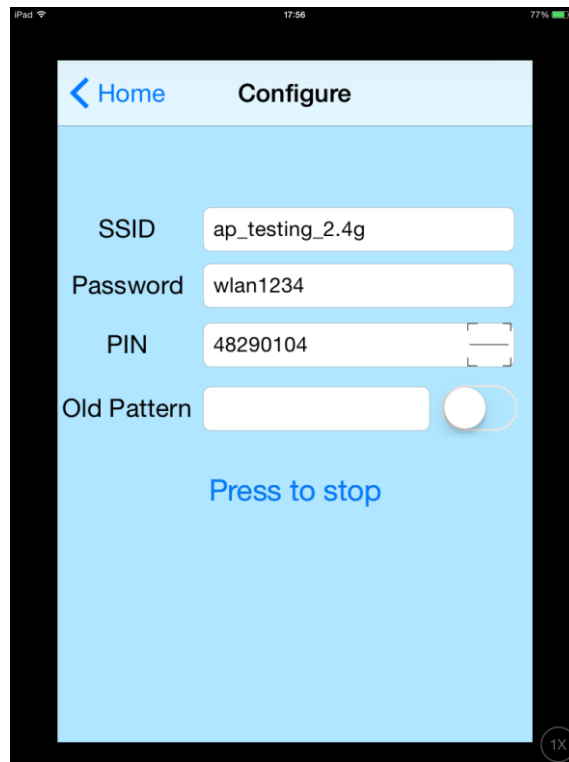 iPad 17:56 77%
Home Configure
SSID ap_testing_2.4g
Password wlan1234
PIN 48290104
Old Pattern
Press to stop
1X